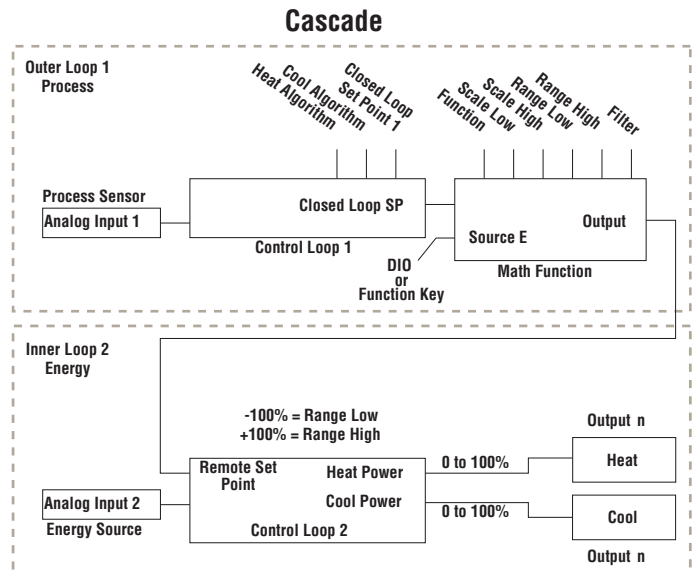 Cascade
Outer Loop 1
Process
Heat Algorithm
Cool Algorithm
Closed Loop
Set Point 1
Function
Scale Low
Scale High
Range Low
Range High
Filter
Process Sensor
Analog Input 1
Closed Loop SP
Control Loop 1
Source E
Output
Math Function
DIO
or
Function Key
Inner Loop 2
Energy
-100% = Range Low
+100% = Range High
Remote Set
Point
Heat Power
Cool Power
Control Loop 2
Analog Input 2
Energy Source
0 to 100%
0 to 100%
Output n
Heat
Cool
Output n